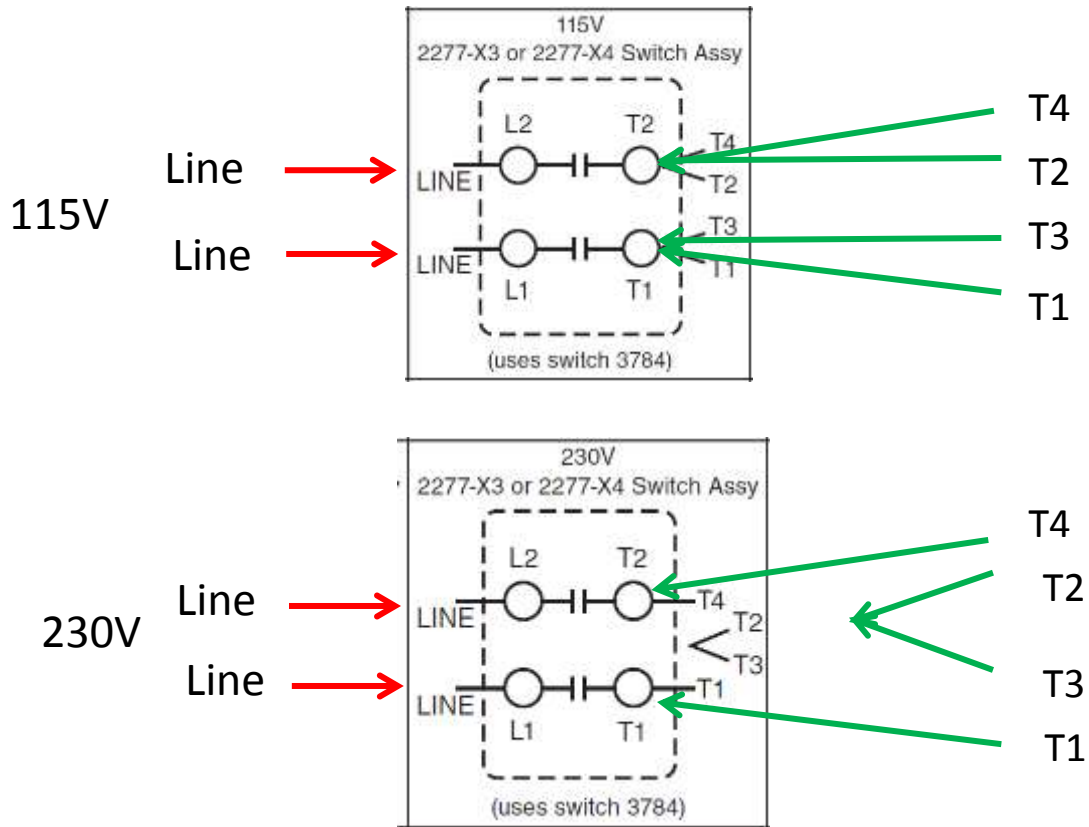 115V
2277-X3 or 2277-X4 Switch Assy
L2 T2
T4
T4
Line
LINE
T2
T2
115V
T3
T3
Line
LINE
T1
L1 T1
T1
(uses switch 3784)
230V
2277-X3 or 2277-X4 Switch Assy
T4
L2 T2
T2
Line
LINE
T4
T2
230V
T3
T3
Line
LINE
T1
L1 T1
T1
(uses switch 3784)